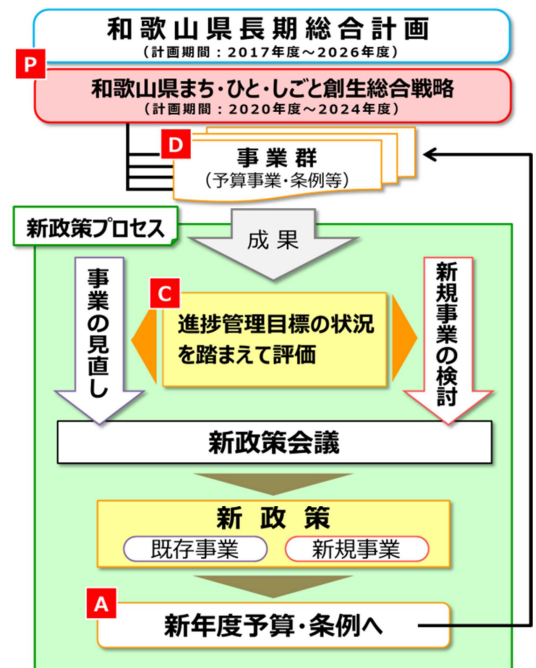 和歌山県長期総合計画
（計画期間：2017年度～2026年度）
P
和歌山県まち・ひと・しごと創生総合戦略
（計画期間：2020年度～2024年度）
D
事業群
（予算事業・条例等）
新政策プロセス
成果
事業の見直し
C
進捗管理目標の状況
を踏まえて評価
新規事業の検討
新政策会議
新政策
既存事業
新規事業
A
新年度予算・条例へ